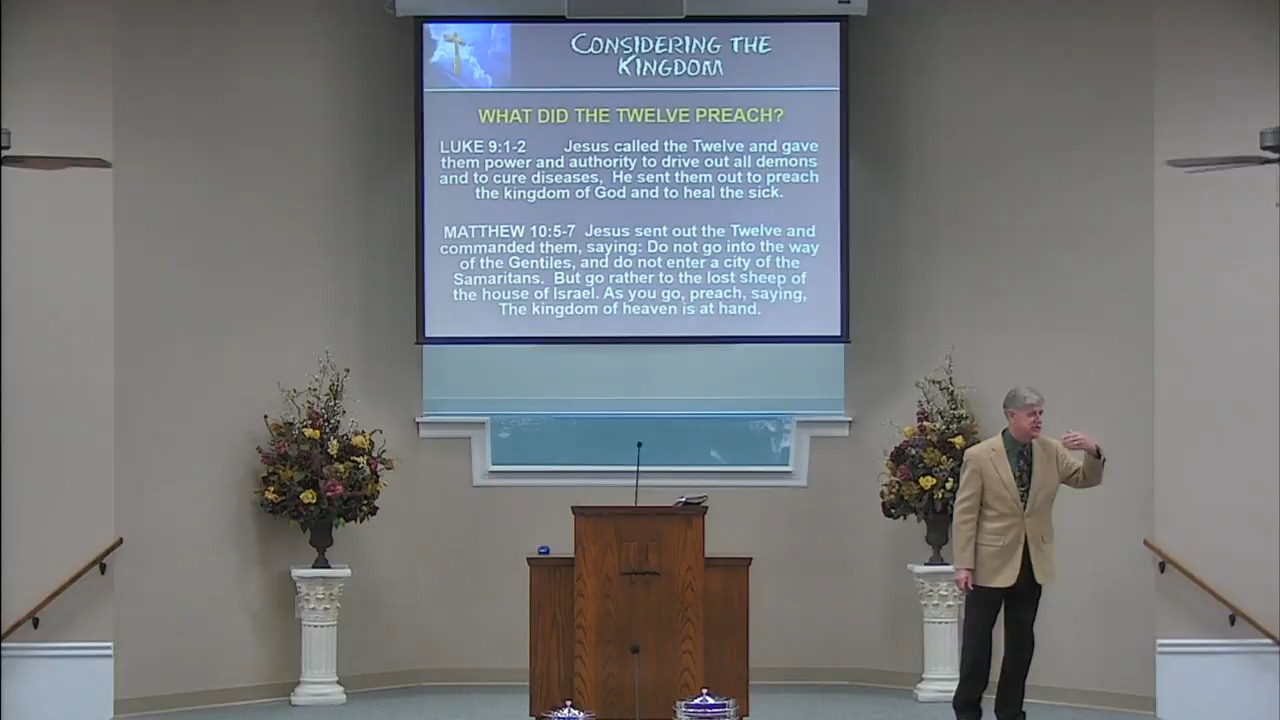 CONSIDERING THE
KINGDOM
WHAT DID THE TWELVE PREACH?
LUKE 9:1-2 Jesus called the Twelve and gave
them power and authority to drive out all demons
and to cure diseases, He sent them out to preach
the kingdom of God and to heal the sick.
MATTHEW 10:5-7 Jesus sent out the Twelve and
commanded them, saying: Do not go into the way
of the Gentiles, and do not enter a city of the
Samaritans. But go rather to the lost sheep of
the house of Israel. As you go, preach, saying,
The kingdom of heaven is at hand.